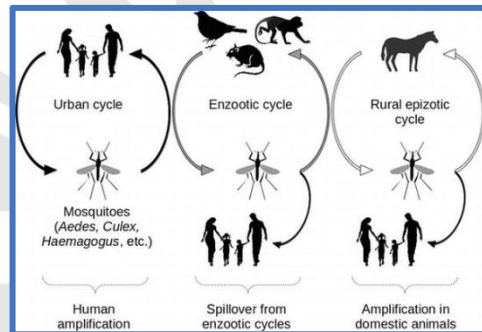 Urban cycle
Enzootic cycle
Rural epizotic
cycle
Mosquitoes
(Aedes, Culex,
Haemagogus, etc.)
Human
amplification
Spillover from
enzootic cycles
Amplification in
domestic animals